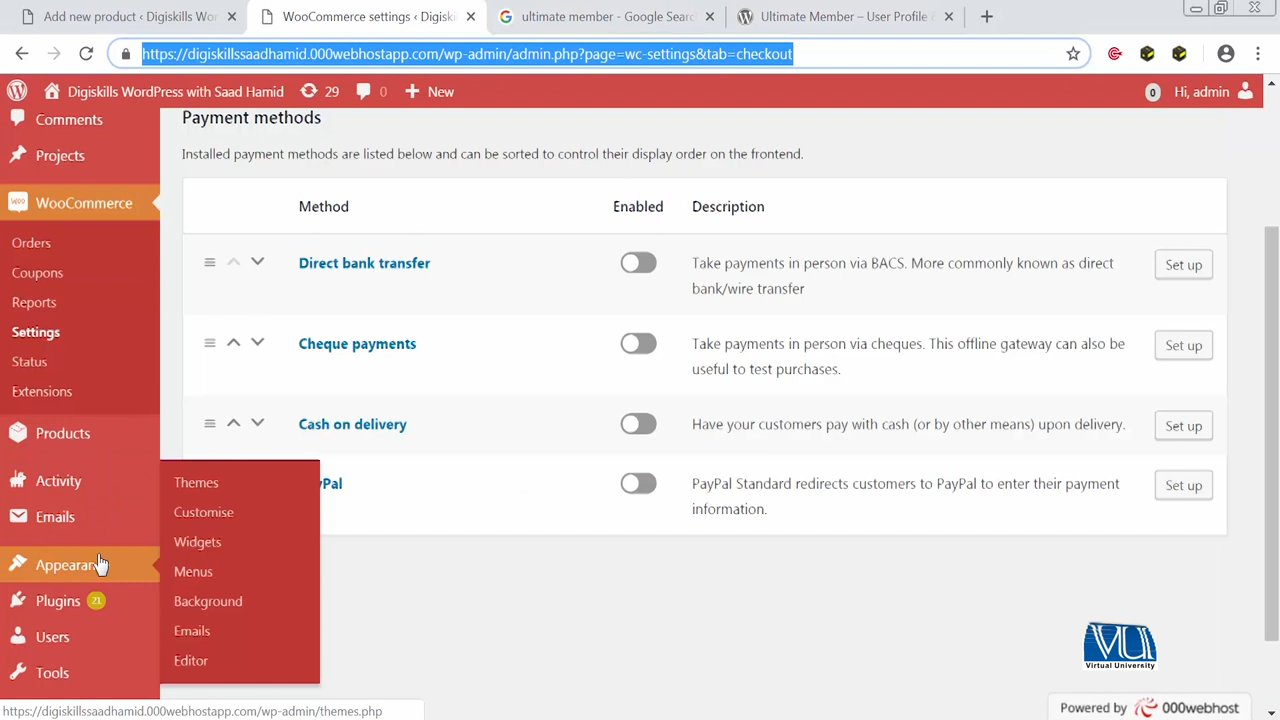 Add new product ‹ Digiskills Wor
WooCommerce settings ‹ Digiski
ultimate member - Google Searc
Ultimate Member – User Profile
https://digiskillssaadhamid.000webhostapp.com/wp-admin/admin.php?page=wc-settings&tab=checkout
Digiskills WordPress with Saad Hamid
29
0
New
0
Hi, admin
Comments
Projects
WooCommerce
Orders
Coupons
Reports
Settings
Status
Extensions
Products
Activity
Emails
Appearan
Plugins 21
Users
Tools
Themes
Customise
Widgets
Menus
Background
Emails
Editor
Payment methods
Installed payment methods are listed below and can be sorted to control their display order on the frontend.
Method Enabled Description
Direct bank transfer
Take payments in person via BACS. More commonly known as direct
bank/wire transfer
Set up
Cheque payments
Take payments in person via cheques. This offline gateway can also be
useful to test purchases.
Set up
Cash on delivery
Have your customers pay with cash (or by other means) upon delivery.
Set up
yPal
PayPal Standard redirects customers to PayPal to enter their payment
information.
Set up
VU
Virtual University
Powered by 000webhost
https://digiskillssaadhamid.000webhostapp.com/wp-admin/themes.php